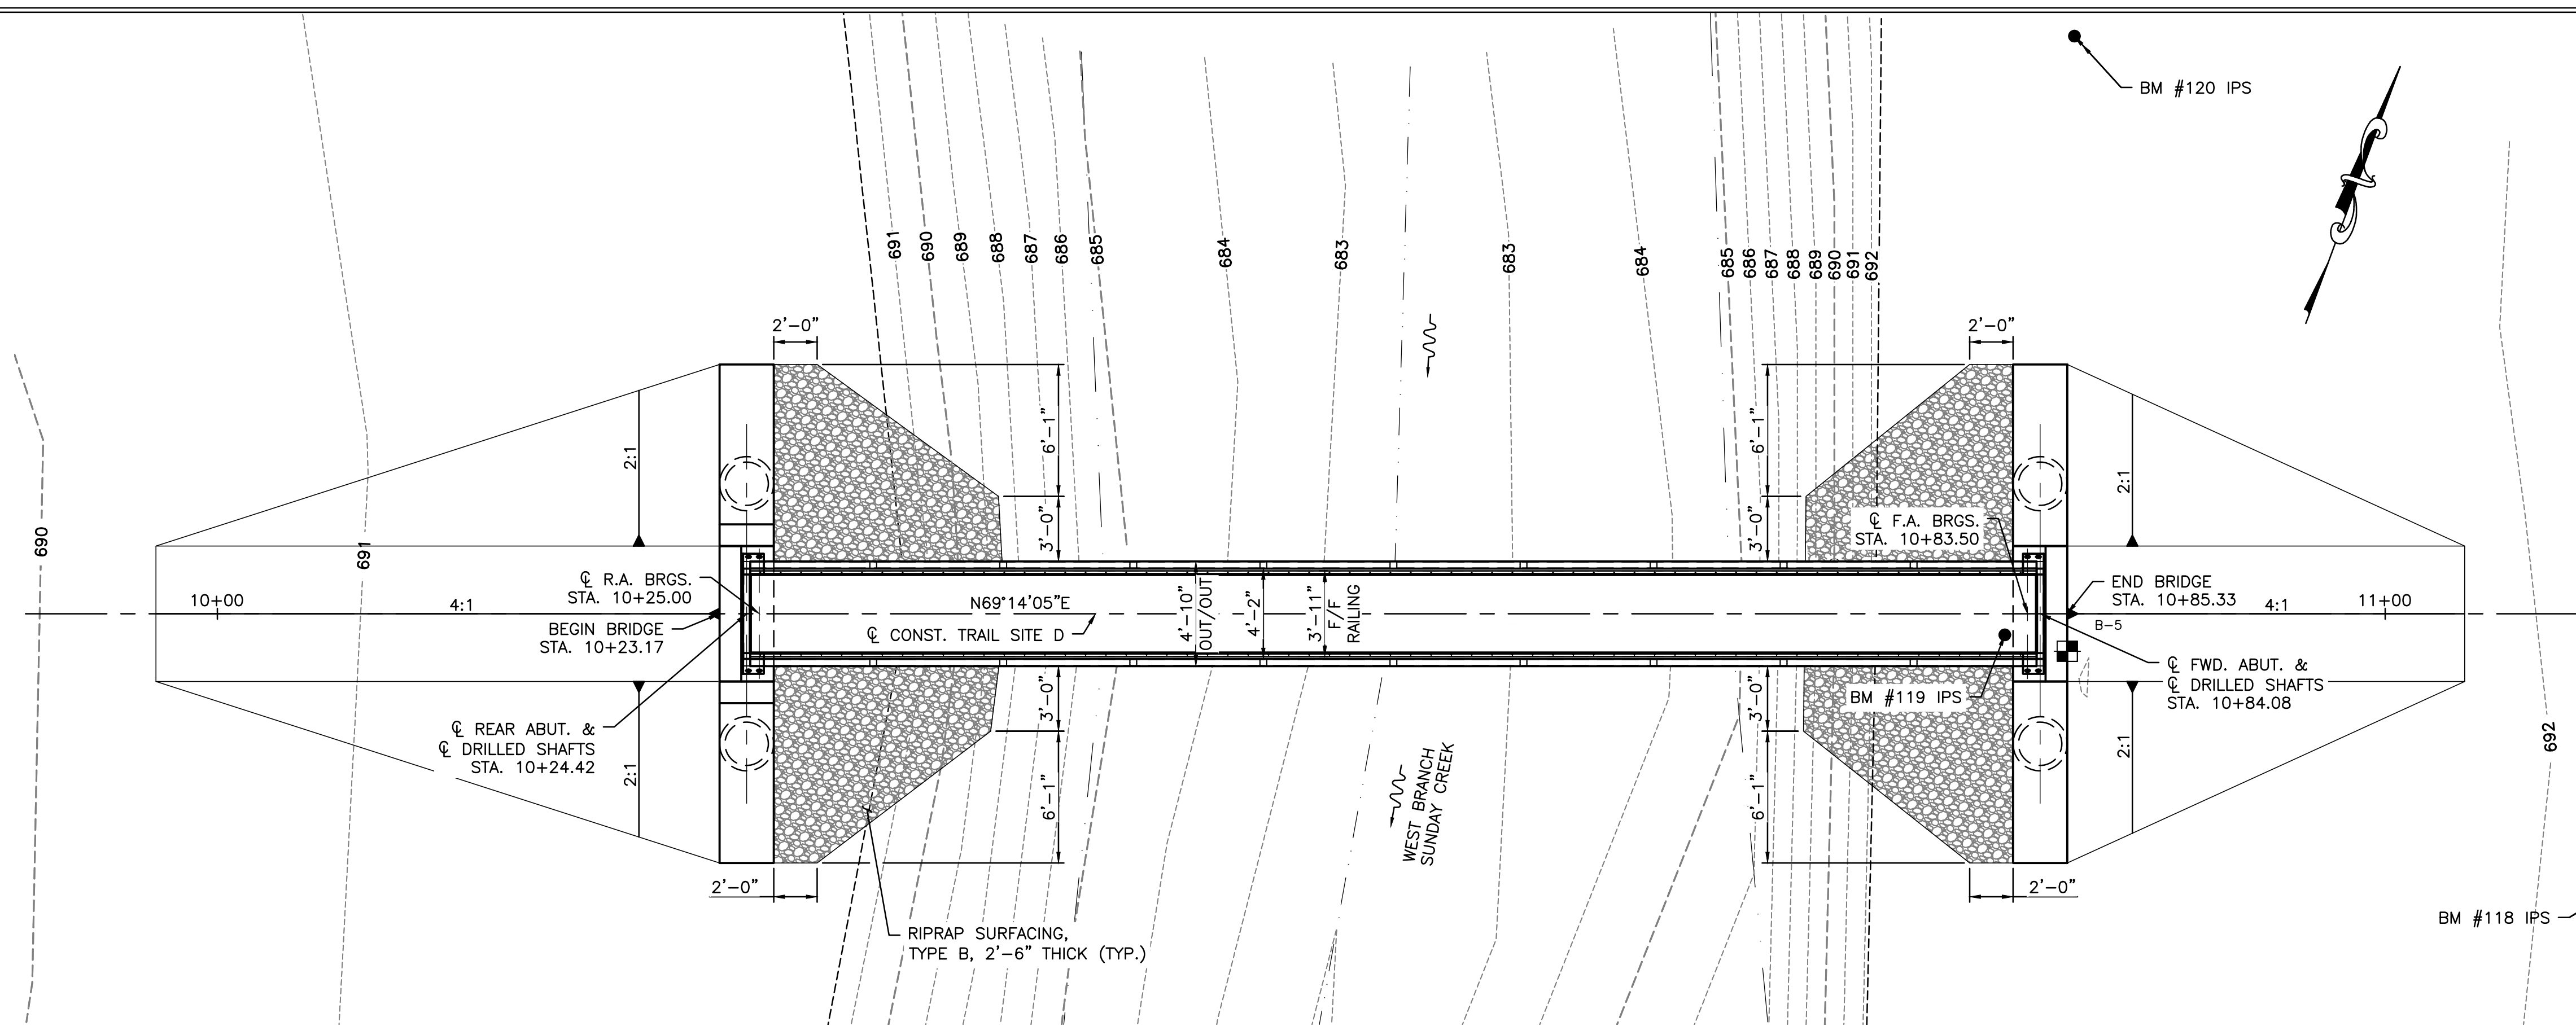 BM #120 IPS
691
690
689
688
687
686
685
684
683
683
684
685
686
687
688
689
690
691
692
2'-0"
2'-0"
6'-1"
6'-1"
2:1
2:1
690
691
3'-0"
3'-0"
℄ F.A. BRGS.
STA. 10+83.50
℄ R.A. BRGS.
STA. 10+25.00
10+00
4:1
N69°14'05"E
4'-10"
OUT/OUT
4'-2"
3'-11"
F/F
RAILING
END BRIDGE
STA. 10+85.33
4:1
11+00
BEGIN BRIDGE
STA. 10+23.17
℄ CONST. TRAIL SITE D
B-5
℄ FWD. ABUT. &
℄ DRILLED SHAFTS
STA. 10+84.08
BM #119 IPS
3'-0"
3'-0"
℄ REAR ABUT. &
℄ DRILLED SHAFTS
STA. 10+24.42
2:1
2:1
692
6'-1"
6'-1"
WEST BRANCH
SUNDAY CREEK
2'-0"
2'-0"
BM #118 IPS
RIPRAP SURFACING,
TYPE B, 2'-6" THICK (TYP.)